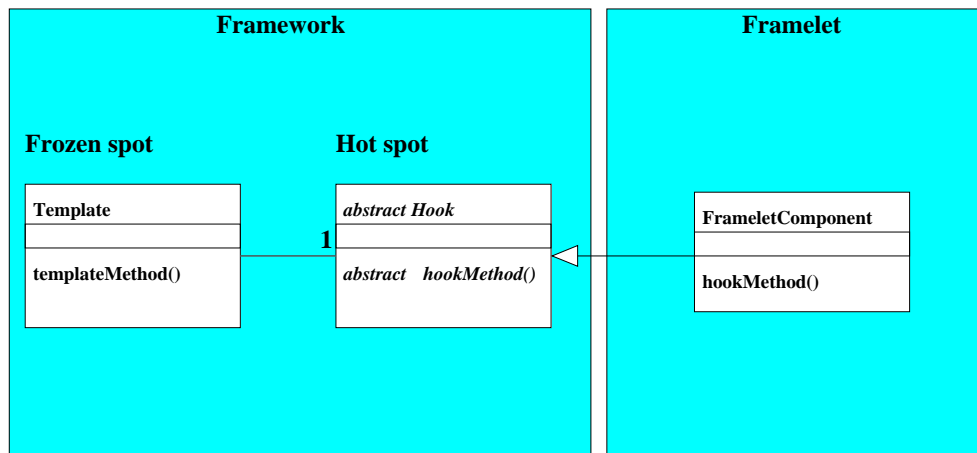 Framework
Frozen spot
Hot spot
Template
templateMethod()
1
abstract Hook
abstract hookMethod()
Framelet
FrameletComponent
hookMethod()